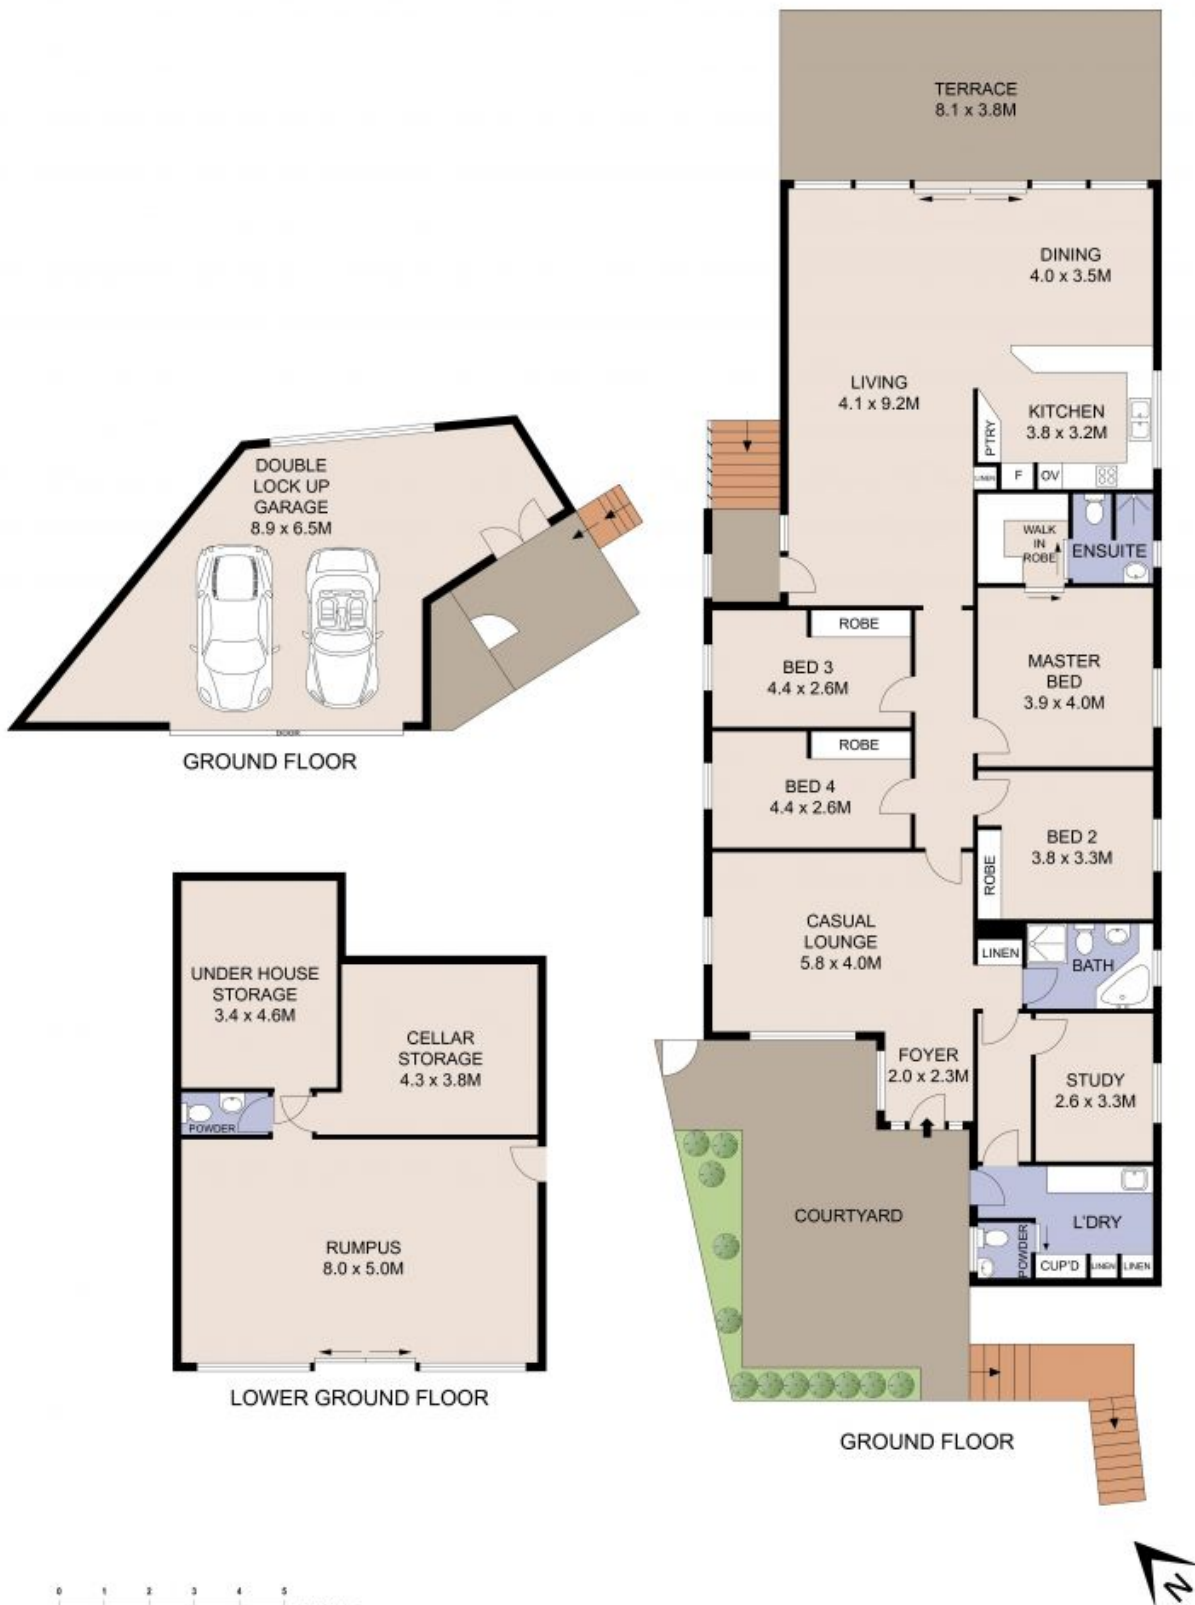 TERRACE
8.1 x 3.8M
DINING
4.0 x 3.5M
LIVING
4.1 x 9.2M
KITCHEN
3.8 x 3.2M
P'TRY
LINEN
F
OV
WALK
IN
ROBE
ENSUITE
ROBE
BED 3
4.4 x 2.6M
MASTER
BED
3.9 x 4.0M
ROBE
BED 4
4.4 x 2.6M
BED 2
3.8 x 3.3M
ROBE
CASUAL
LOUNGE
5.8 x 4.0M
LINEN
BATH
FOYER
2.0 x 2.3M
STUDY
2.6 x 3.3M
COURTYARD
L'DRY
POWDER
CUP'D
LINEN
LINEN
GROUND FLOOR
DOUBLE
LOCK UP
GARAGE
8.9 x 6.5M
DOOR
GROUND FLOOR
UNDER HOUSE
STORAGE
3.4 x 4.6M
CELLAR
STORAGE
4.3 x 3.8M
POWDER
RUMPUS
8.0 x 5.0M
LOWER GROUND FLOOR
0 1 2 3 4 5
N